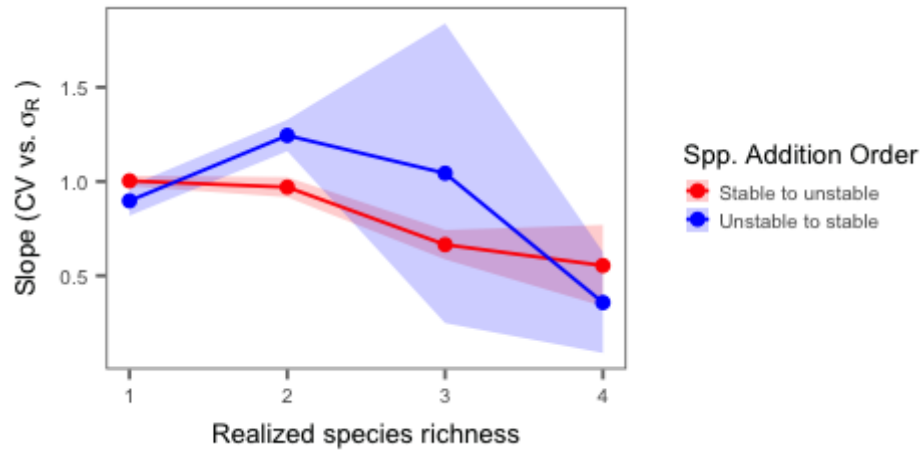 Slope (CV vs. σR )
1.5
1.0
0.5
1 2 3 4
Realized species richness
Spp. Addition Order
Stable to unstable
Unstable to stable